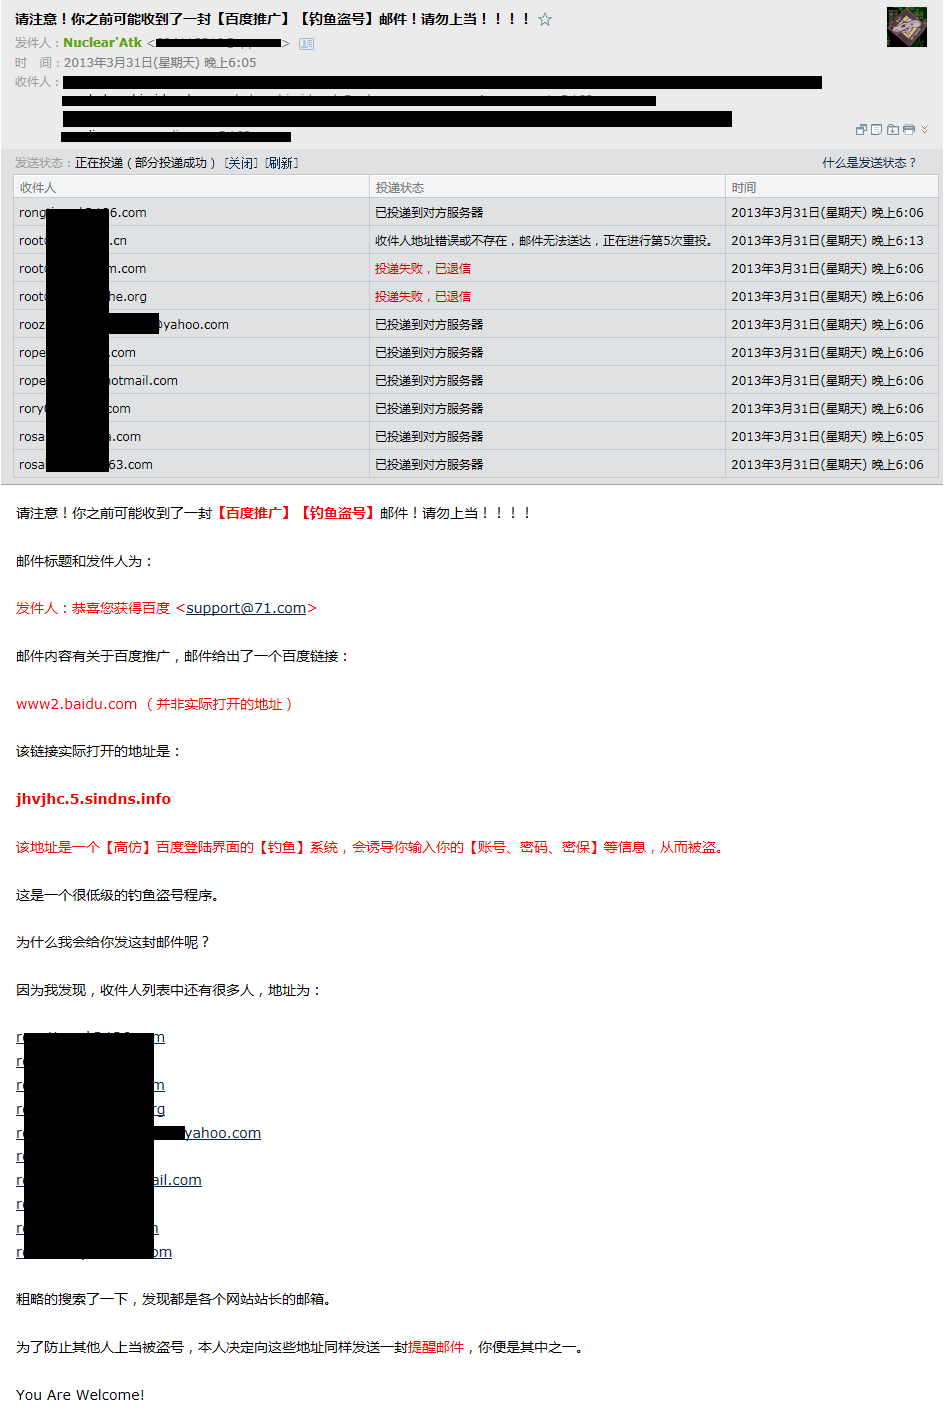 请注意！你之前可能收到了一封【百度推广】【钓鱼盗号】邮件！请勿上当！！！！
发件人：Nuclear'Atk < >
时 间：2013年3月31日(星期天) 晚上6:05
收件人：
发送状态：正在投递（部分投递成功） [关闭] [刷新] 什么是发送状态？
收件人 投递状态 时间
rong 6.com 已投递到对方服务器 2013年3月31日(星期天) 晚上6:06
root .cn 收件人地址错误或不存在，邮件无法送达，正在进行第5次重投。 2013年3月31日(星期天) 晚上6:13
root m.com 投递失败，已退信 2013年3月31日(星期天) 晚上6:06
root he.org 投递失败，已退信 2013年3月31日(星期天) 晚上6:06
rooz @yahoo.com 已投递到对方服务器 2013年3月31日(星期天) 晚上6:06
rope .com 已投递到对方服务器 2013年3月31日(星期天) 晚上6:06
rope hotmail.com 已投递到对方服务器 2013年3月31日(星期天) 晚上6:06
rory com 已投递到对方服务器 2013年3月31日(星期天) 晚上6:06
rosa a.com 已投递到对方服务器 2013年3月31日(星期天) 晚上6:05
rosa 63.com 已投递到对方服务器 2013年3月31日(星期天) 晚上6:06
请注意！你之前可能收到了一封【百度推广】【钓鱼盗号】邮件！请勿上当！！！！
邮件标题和发件人为：
发件人：恭喜您获得百度 <support@71.com>
邮件内容有关于百度推广，邮件给出了一个百度链接：
www2.baidu.com （并非实际打开的地址）
该链接实际打开的地址是：
jhvjhc.5.sindns.info
该地址是一个【高仿】百度登陆界面的【钓鱼】系统，会诱导你输入你的【账号、密码、密保】等信息，从而被盗。
这是一个很低级的钓鱼盗号程序。
为什么我会给你发这封邮件呢？
因为我发现，收件人列表中还有很多人，地址为：
r m
r
r m
r rg
r yahoo.com
r
r ail.com
r
r
r om
粗略的搜索了一下，发现都是各个网站站长的邮箱。
为了防止其他人上当被盗号，本人决定向这些地址同样发送一封提醒邮件，你便是其中之一。
You Are Welcome!